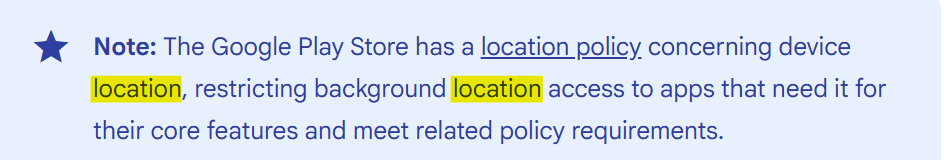 Note: The Google Play Store has a location policy concerning device
location, restricting background location access to apps that need it for
their core features and meet related policy requirements.